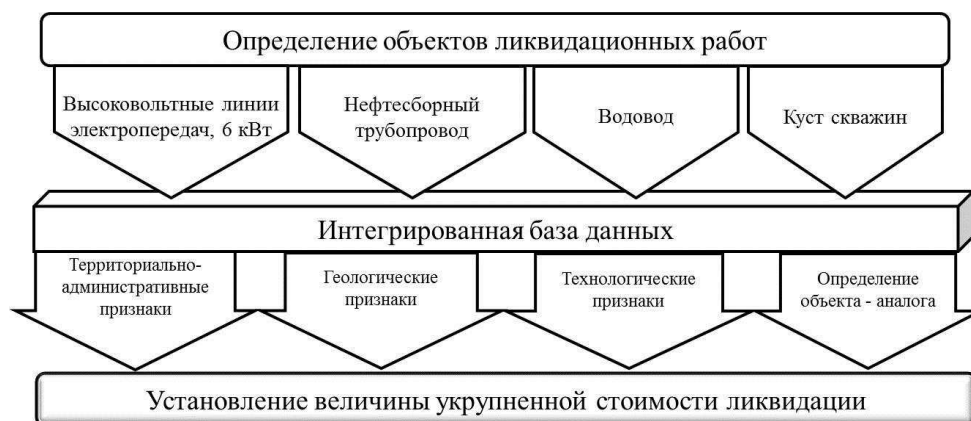 Определение объектов ликвидационных работ
Высоковольтные линии
электропередач, 6 кВт
Нефтесборный
трубопровод
Водовод
Куст скважин
Интегрированная база данных
Территориально-
административные
признаки
Геологические
признаки
Технологические
признаки
Определение
объекта - аналога
Установление величины укрупненной стоимости ликвидации